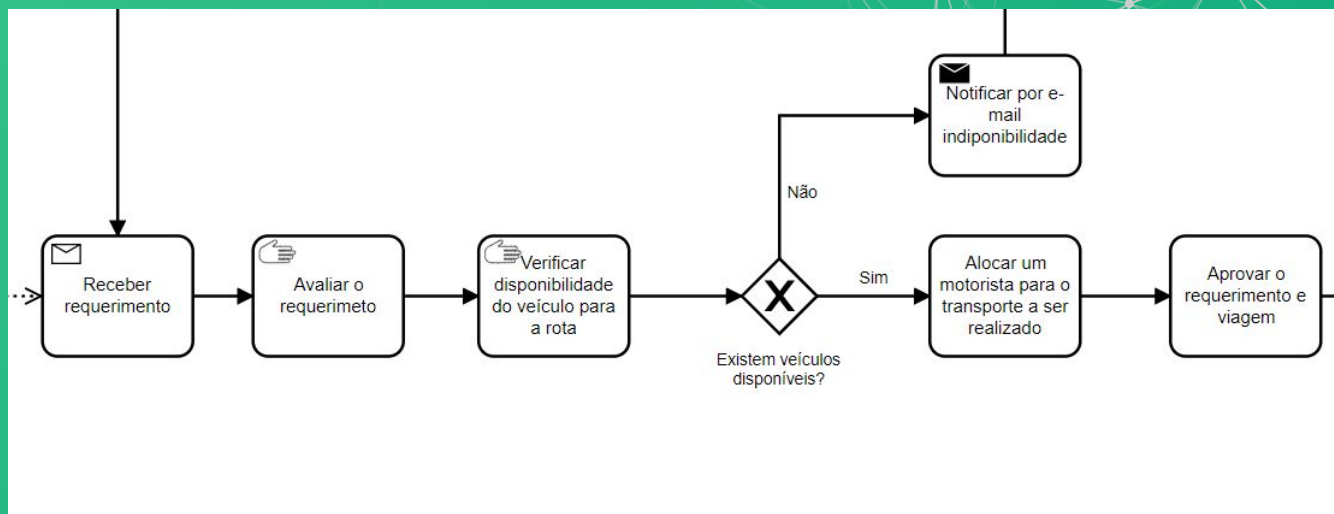 Notificar por e-
mail
indiponibilidade
Não
Receber
requerimento
Avaliar o
requerimeto
Verificar
disponibilidade
do veículo para
a rota
X
Sim
Alocar um
motorista para o
transporte a ser
realizado
Aprovar o
requerimento e
viagem
Existem veículos
disponíveis?